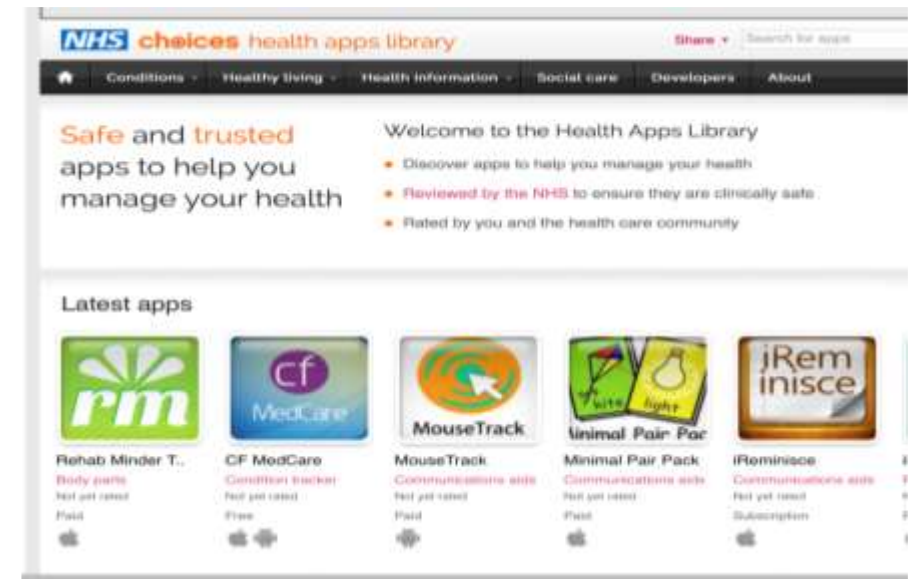 NHS choices health apps library
Share
Search for apps
Conditions
Healthy living
Health information
Social care
Developers
About
Safe and trusted
apps to help you
manage your health
Welcome to the Health Apps Library
Discover apps to help you manage your health
Reviewed by the NHS to ensure they are clinically safe
Rated by you and the health care community
Latest apps
rm
cf
MedCare
MouseTrack
kite
light
Minimal Pair Pac
iRem
inisce
Rehab Minder T..
Body parts
Not yet rated
Paid
CF MedCare
Condition tracker
Not yet rated
Free
MouseTrack
Communications aids
Not yet rated
Paid
Minimal Pair Pack
Communications aids
Not yet rated
Paid
iReminisce
Communications aids
Not yet rated
Subscription